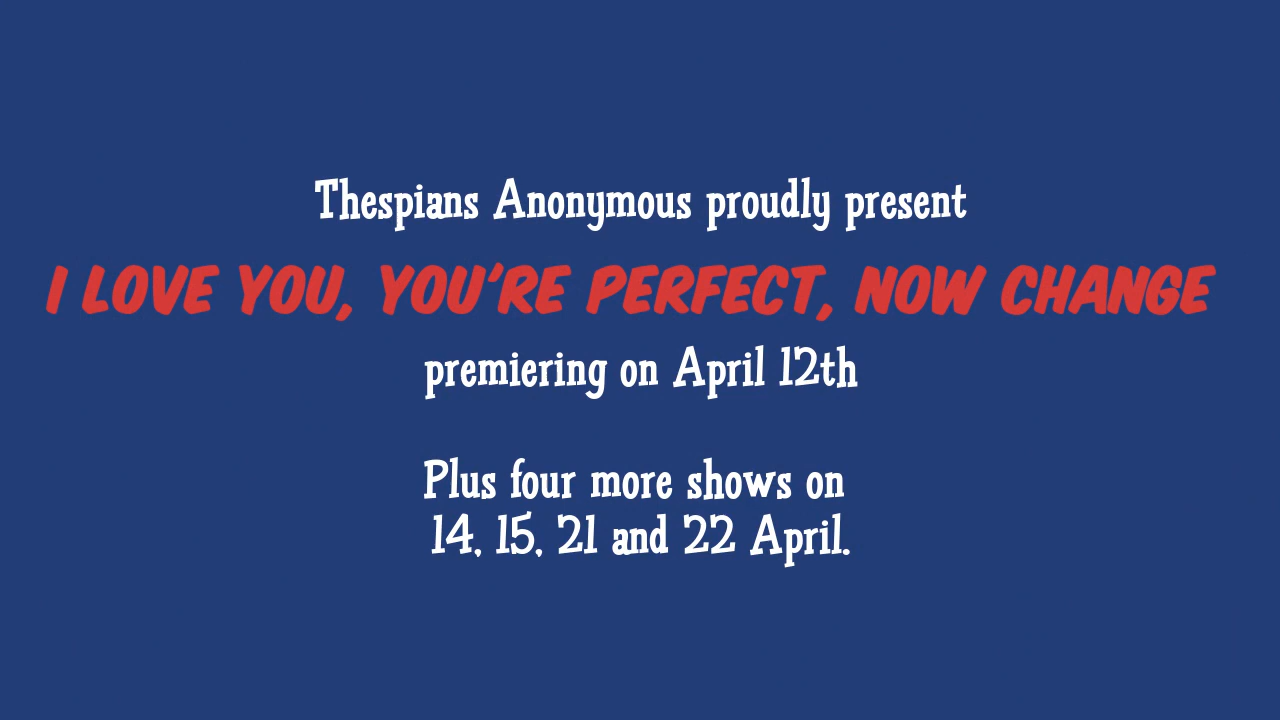 Thespians Anonymous proudly present
I LOVE YOU, YOU'RE PERFECT, NOW CHANGE
premiering on April 12th
Plus four more shows on
14, 15, 21 and 22 April.